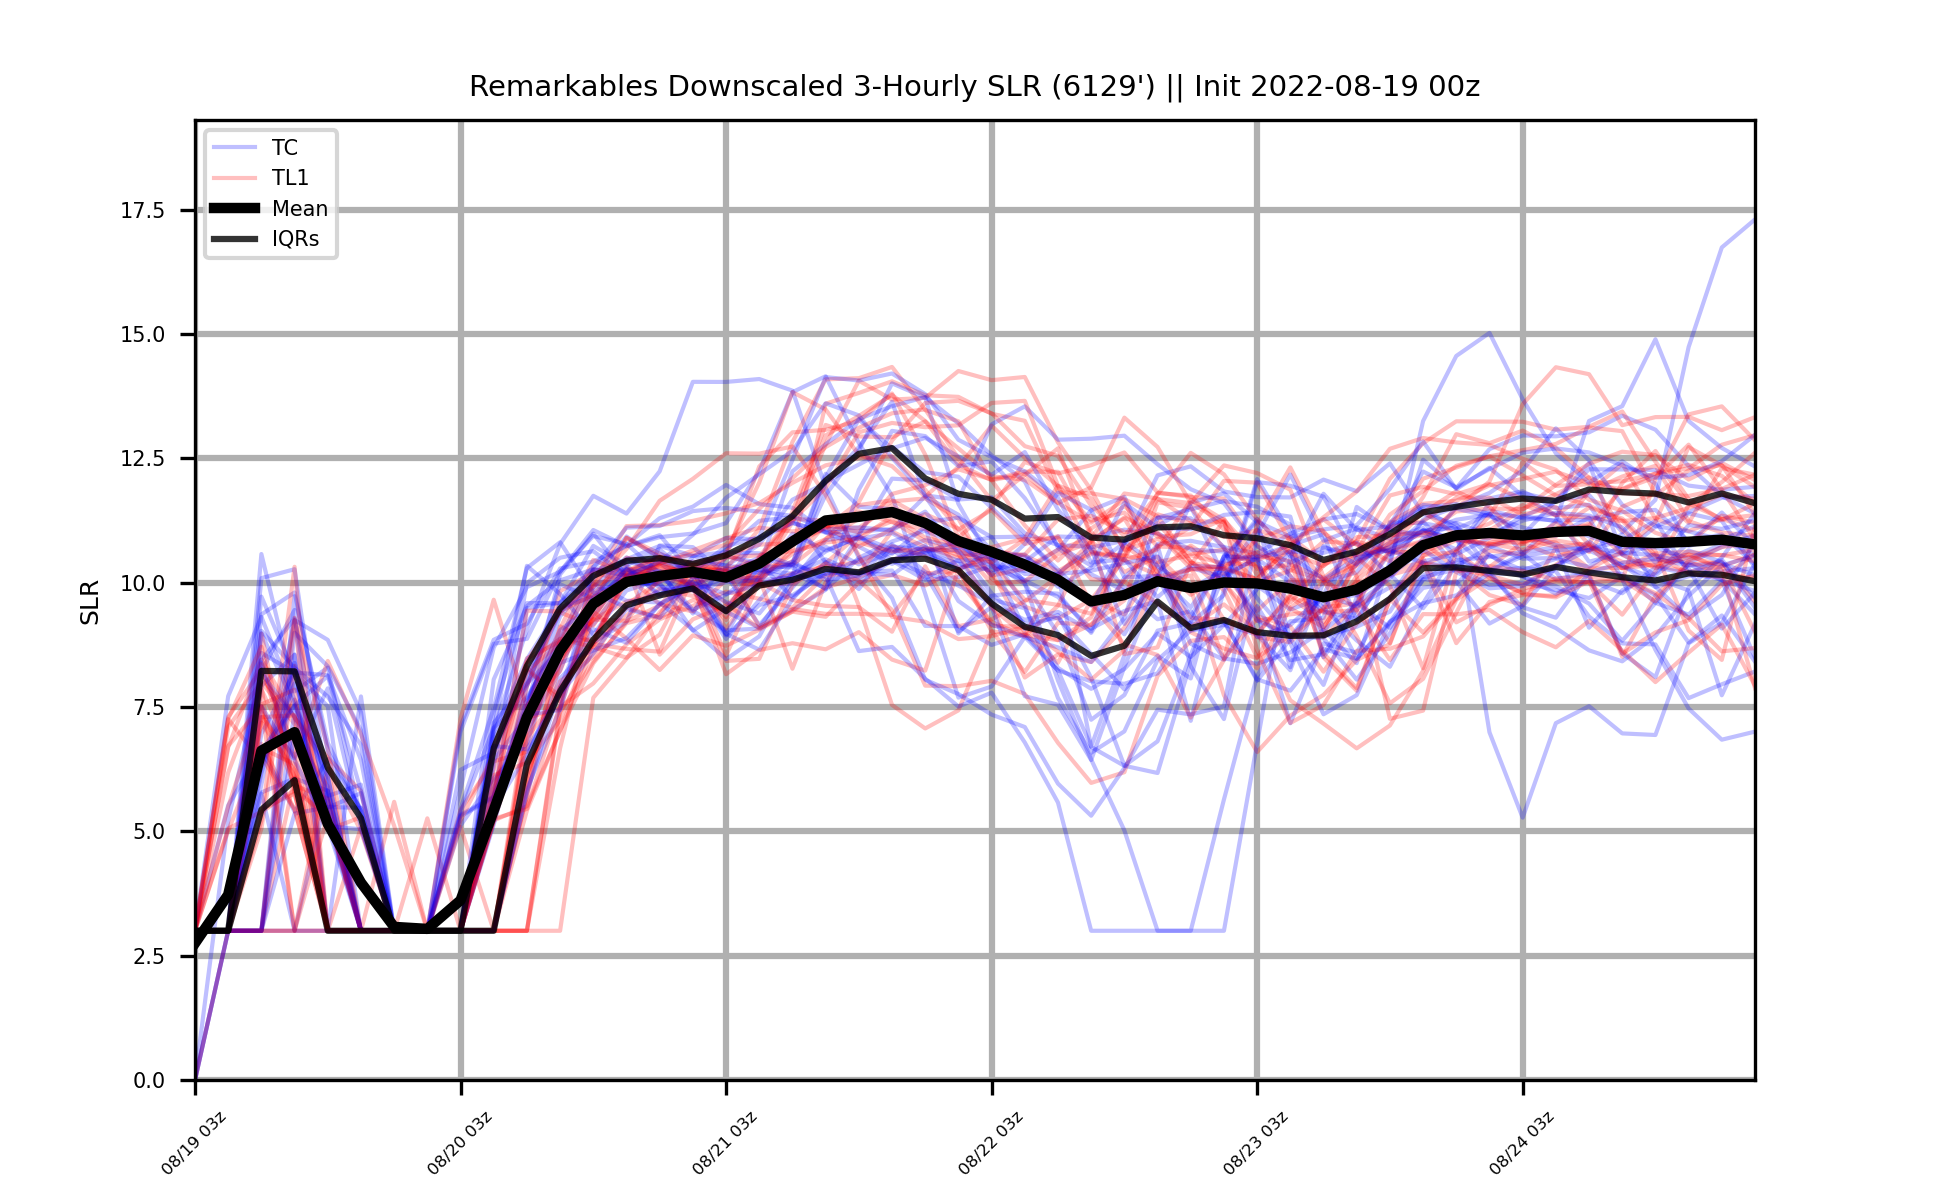 Remarkables Downscaled 3-Hourly SLR (6129') || Init 2022-08-19 00z
TC
TL1
Mean
IQRs
SLR
17.5
15.0
12.5
10.0
7.5
5.0
2.5
0.0
08/19 03z
08/20 03z
08/21 03z
08/22 03z
08/23 03z
08/24 03z